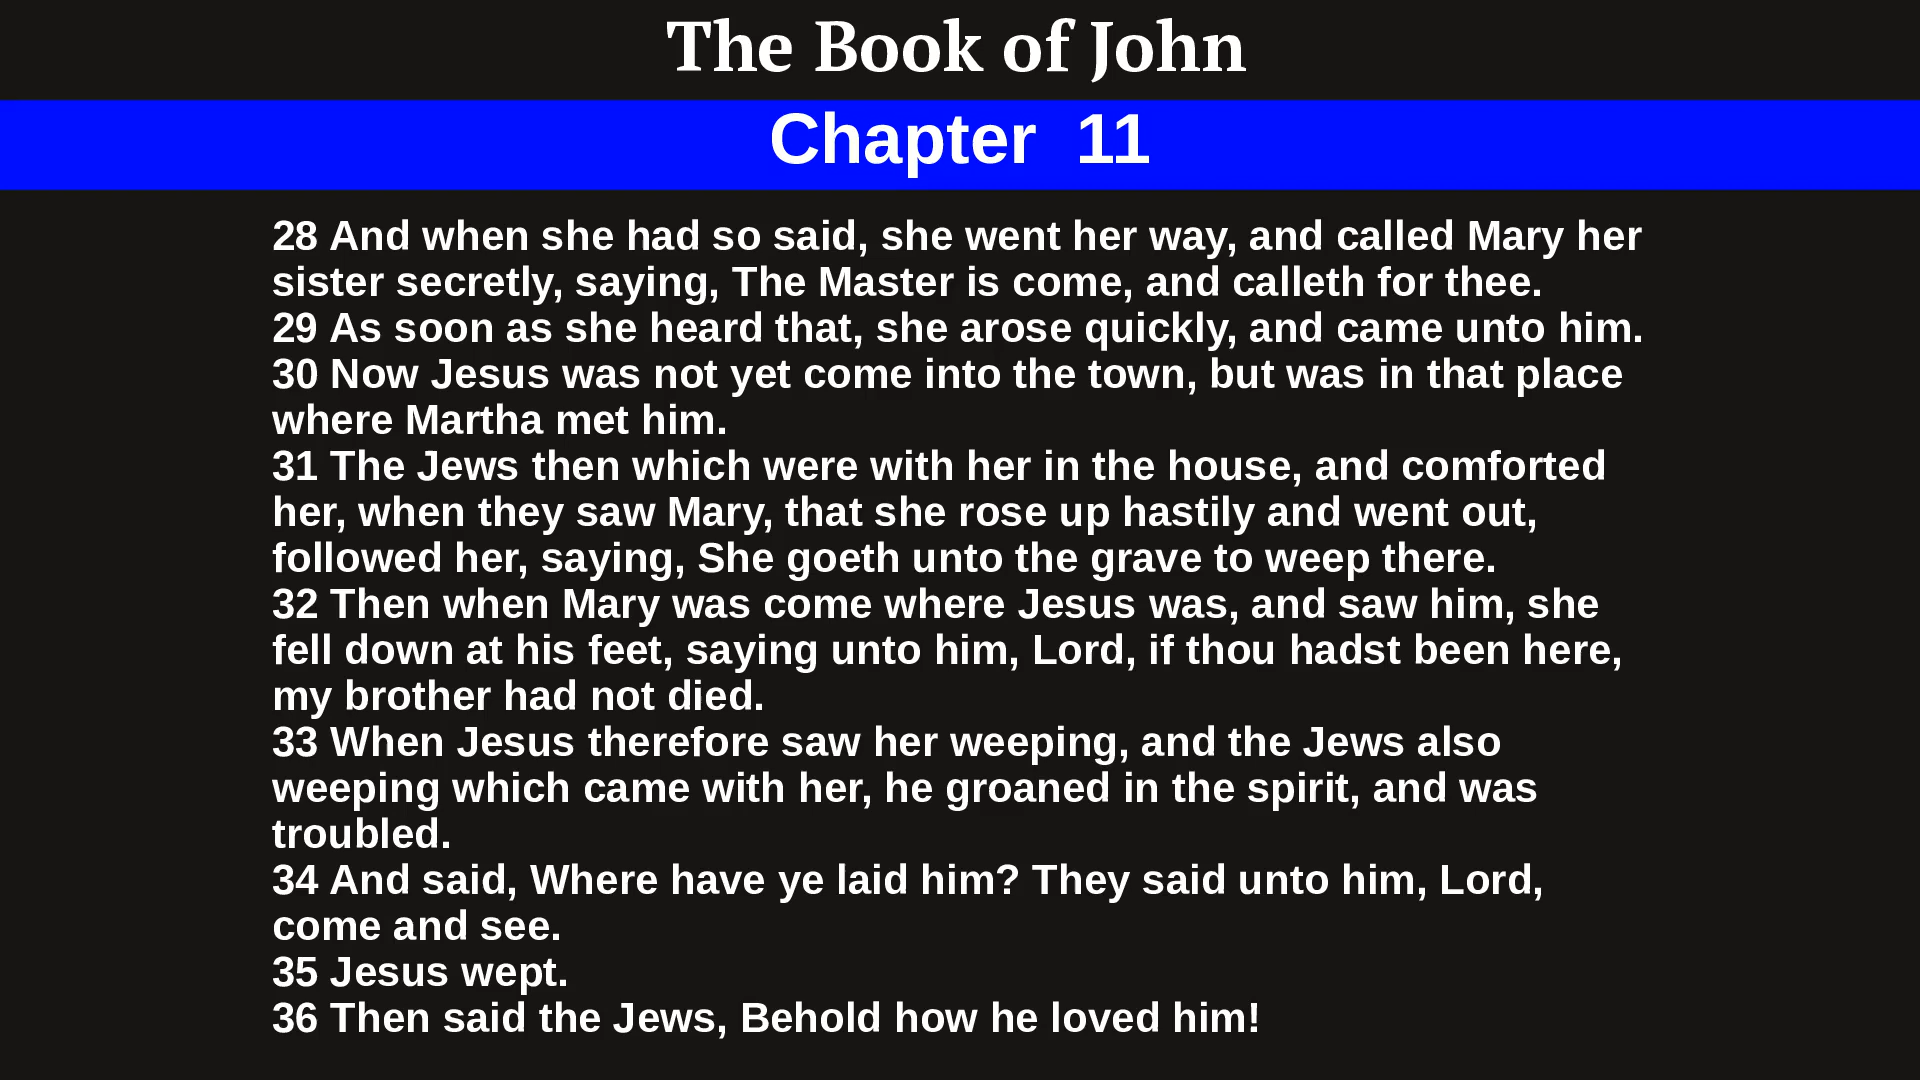 The Book of John
Chapter 11
28 And when she had so said, she went her way, and called Mary her
sister secretly, saying, The Master is come, and calleth for thee.
29 As soon as she heard that, she arose quickly, and came unto him.
30 Now Jesus was not yet come into the town, but was in that place
where Martha met him.
31 The Jews then which were with her in the house, and comforted
her, when they saw Mary, that she rose up hastily and went out,
followed her, saying, She goeth unto the grave to weep there.
32 Then when Mary was come where Jesus was, and saw him, she
fell down at his feet, saying unto him, Lord, if thou hadst been here,
my brother had not died.
33 When Jesus therefore saw her weeping, and the Jews also
weeping which came with her, he groaned in the spirit, and was
troubled.
34 And said, Where have ye laid him? They said unto him, Lord,
come and see.
35 Jesus wept.
36 Then said the Jews, Behold how he loved him!